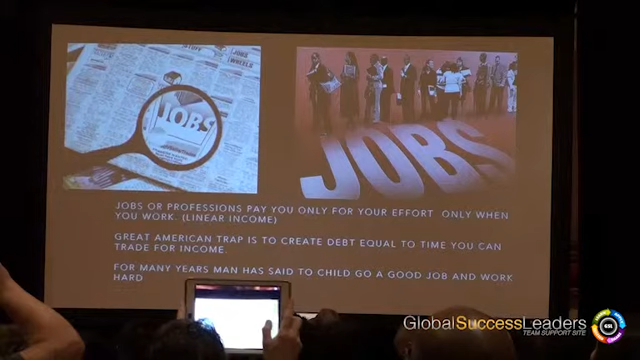 JOBS
JOBS
JOBS OR PROFESSIONS PAY YOU ONLY FOR YOUR EFFORT ONLY WHEN
YOU WORK. (LINEAR INCOME)
GREAT AMERICAN TRAP IS TO CREATE DEBT EQUAL TO TIME YOU CAN
TRADE FOR INCOME.
FOR MANY YEARS MAN HAS SAID TO CHILD GO A GOOD JOB AND WORK
HARD
GlobalSuccessLeaders
TEAM SUPPORT SITE
GSL